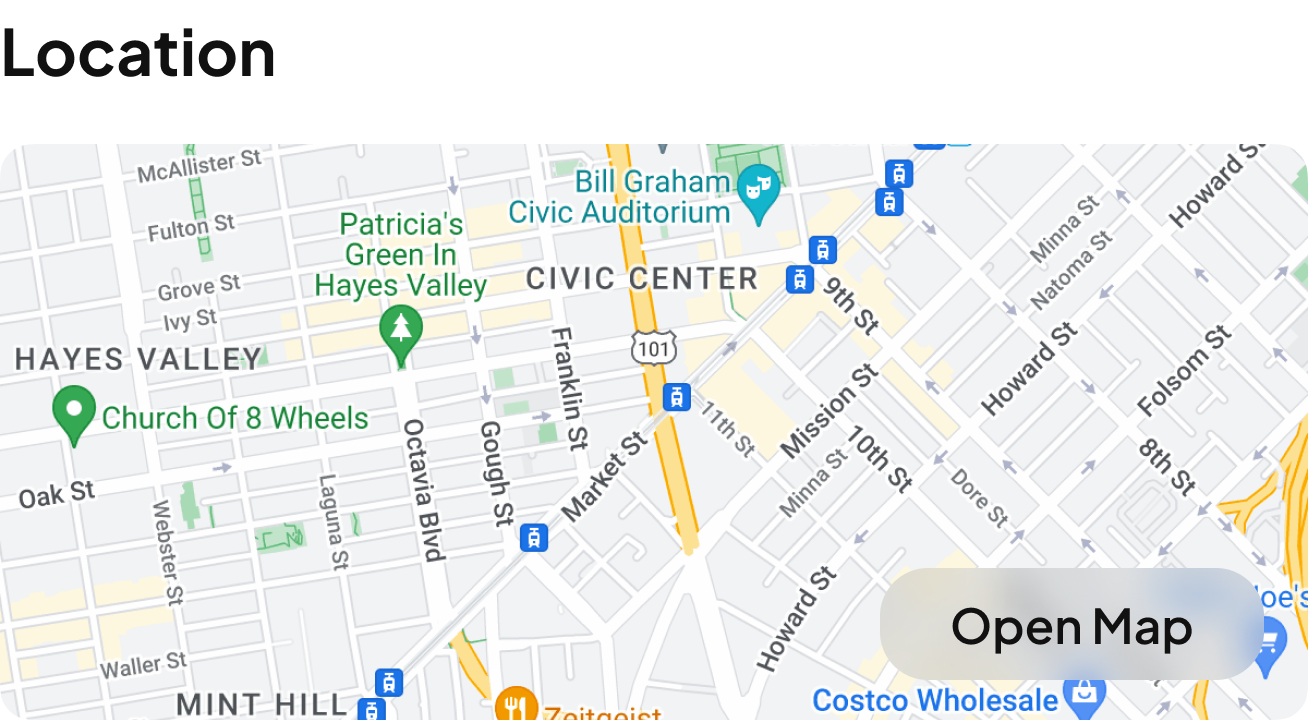 Location
McAllister St
Bill Graham
Civic Auditorium
Howard St
Fulton St
Patricia's
Green In
Hayes Valley
Minna St
Natoma St
CIVIC CENTER
Grove St
Ivy St
9th St
HAYES VALLEY
Franklin St
101
Howard St
Folsom St
Church Of 8 Wheels
Octavia Blvd
Gough St
11th St
Mission St
Market St
10th St
8th St
Minna St
Dore St
Oak St
Webster St
Laguna St
Howard St
Open Map
oe's
Waller St
MINT HILL
Costco Wholesale
Zeitgeist